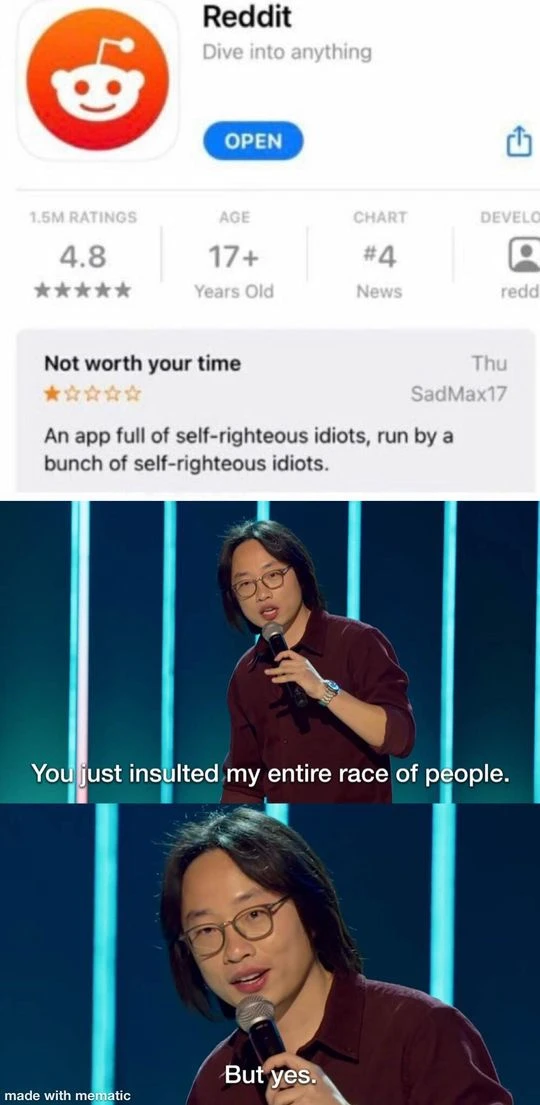 Reddit
Dive into anything
OPEN
1.5M RATINGS
AGE
CHART
DEVELO
4.8
17+
#4
Years Old
News
redd
Not worth your time
Thu
SadMax17
An app full of self-righteous idiots, run by a
bunch of self-righteous idiots.
You just insulted my entire race of people.
But yes.
made with mematic